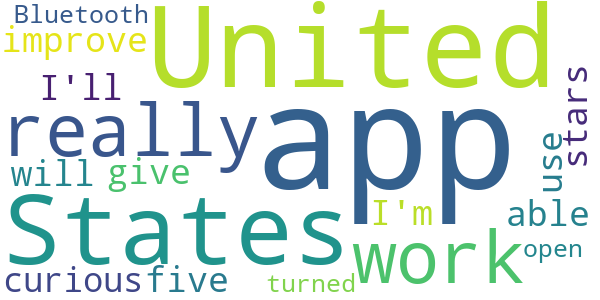 Bluetooth
United
improve
I'll
stars
really
app
use
will
give
States
I'm
able
work
open
curious
five
turned